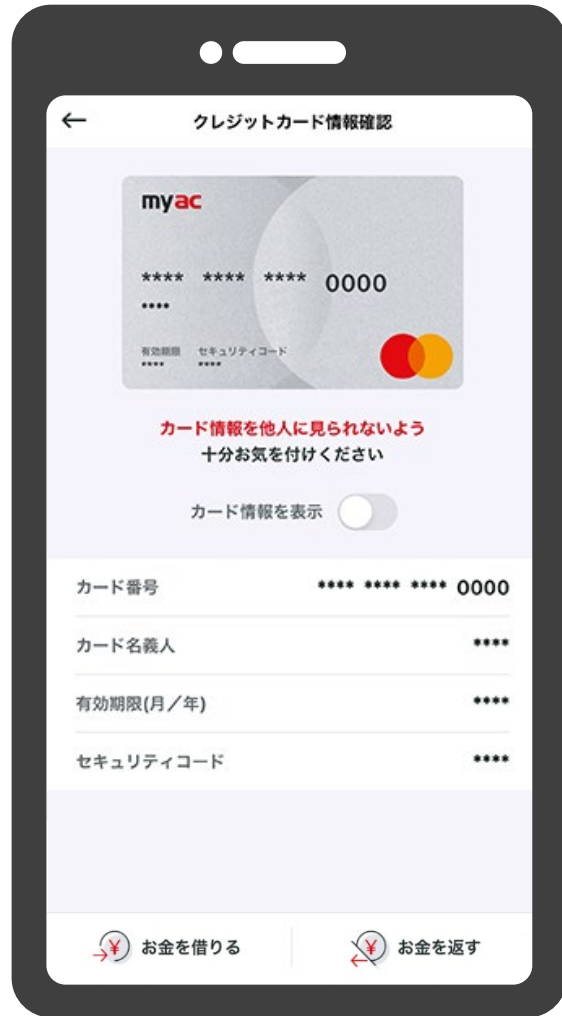 ←
クレジットカード情報確認
myac
**** **** **** 0000
****
有効期限 セキュリティコード
**** ****
カード情報を他人に見られないよう
十分お気を付けください
カード情報を表示
カード番号 **** **** **** 0000
カード名義人 ****
有効期限(月／年) ****
セキュリティコード ****
¥ お金を借りる ¥ お金を返す